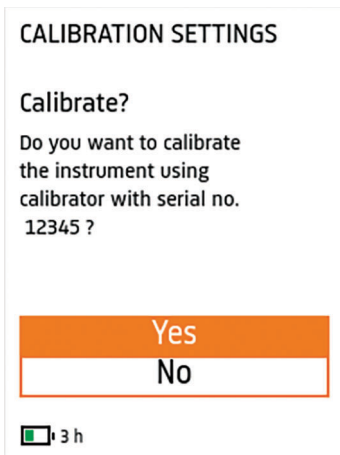 CALIBRATION SETTINGS
Calibrate?
Do you want to calibrate
the instrument using
calibrator with serial no.
12345 ?
Yes
No
3 h